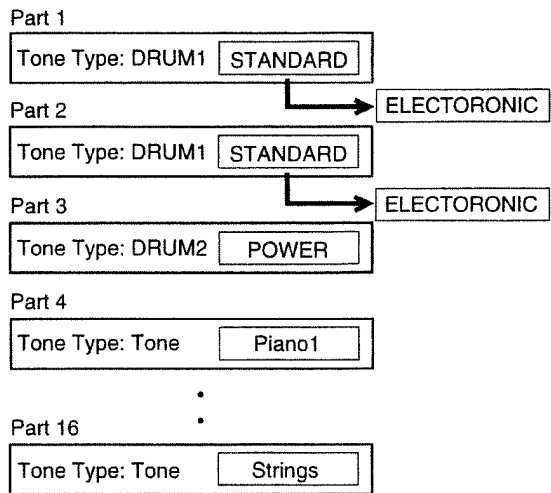 Part 1
Tone Type: DRUM1 STANDARD
ELECTORONIC
Part 2
Tone Type: DRUM1 STANDARD
ELECTORONIC
Part 3
Tone Type: DRUM2 POWER
Part 4
Tone Type: Tone Piano1
Part 16
Tone Type: Tone Strings